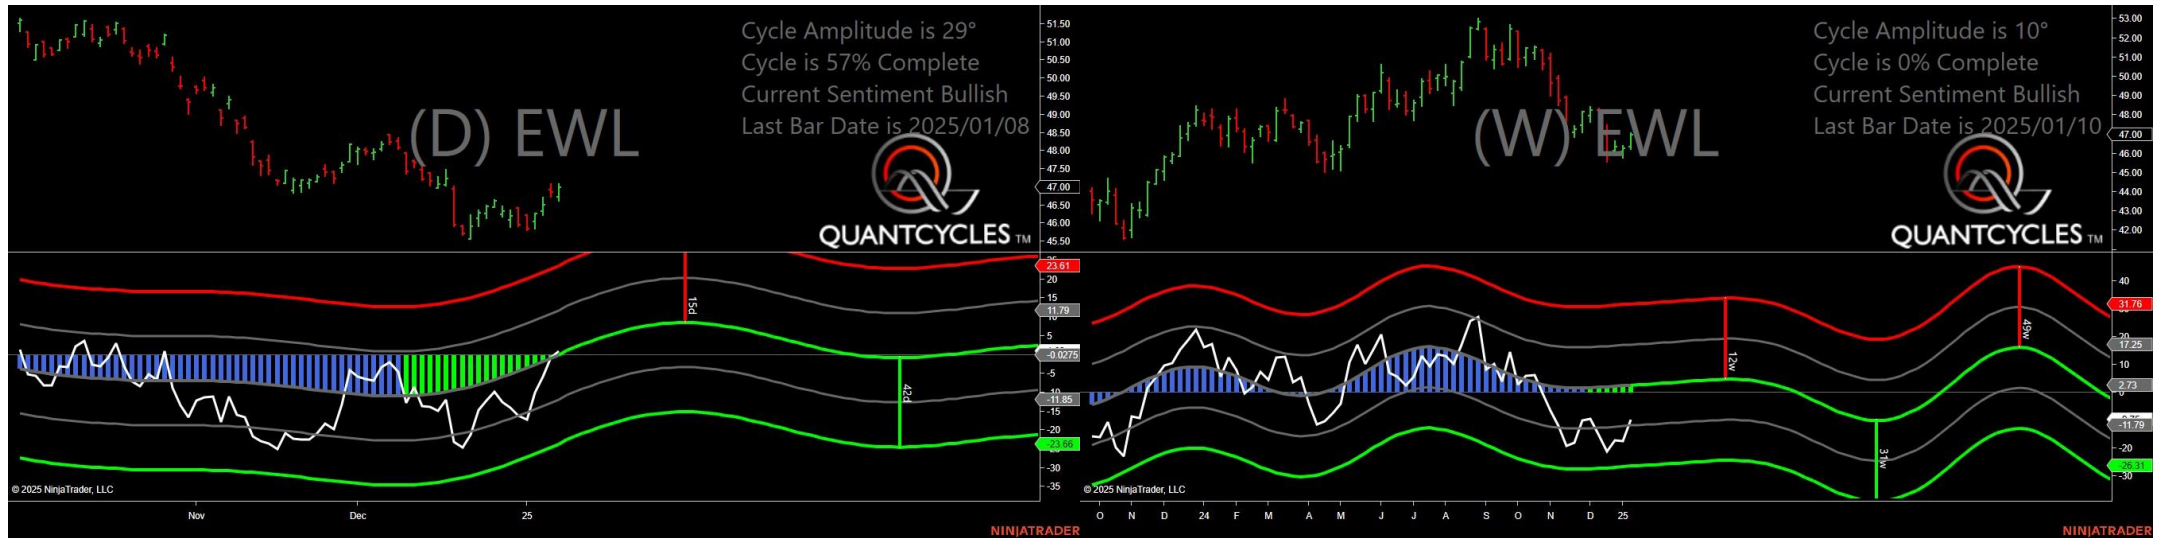 Cycle Amplitude is 29°
Cycle is 57% Complete
Current Sentiment Bullish
Last Bar Date is 2025/01/08
(D) EWL
QUANTCYCLES TM
51.50
51.00
50.50
50.00
49.50
49.00
48.50
48.00
47.50
47.00
46.50
46.00
45.50
23.61
20
15
11.79
10
5
-0.0275
-5
-10
-11.85
-15
-20
-23.66
-30
-35
15d
42d
© 2025 NinjaTrader, LLC
Nov
Dec
25
NINJATRADER
Cycle Amplitude is 10°
Cycle is 0% Complete
Current Sentiment Bullish
Last Bar Date is 2025/01/10
(W) EWL
QUANTCYCLES TM
53.00
52.00
51.00
50.00
49.00
48.00
47.00
46.00
45.00
44.00
43.00
42.00
40
31.76
20
17.25
10
2.73
0
-11.79
-20
-26.31
-30
12w
31w
49w
© 2025 NinjaTrader, LLC
O N D 24 F M A M J J A S O N D 25
NINJATRADER